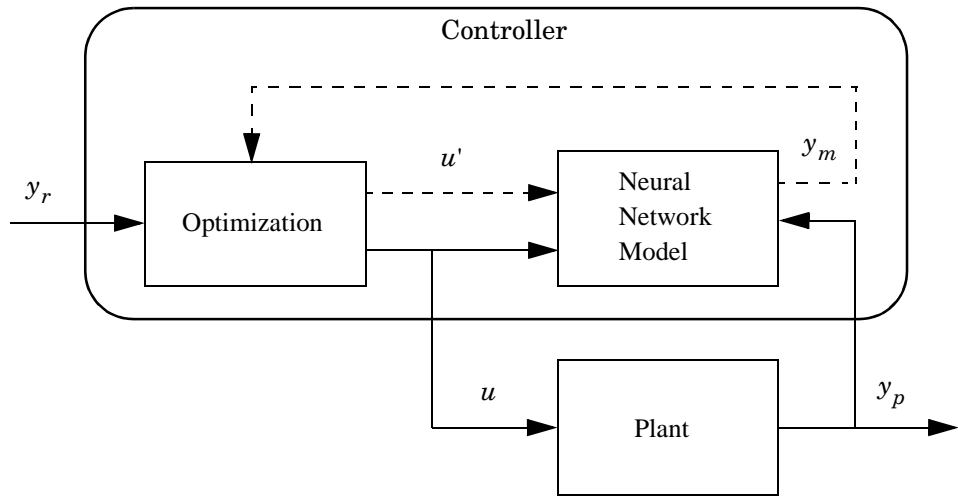 Controller
u'
y_m
y_r
Optimization
Neural
Network
Model
u
y_p
Plant